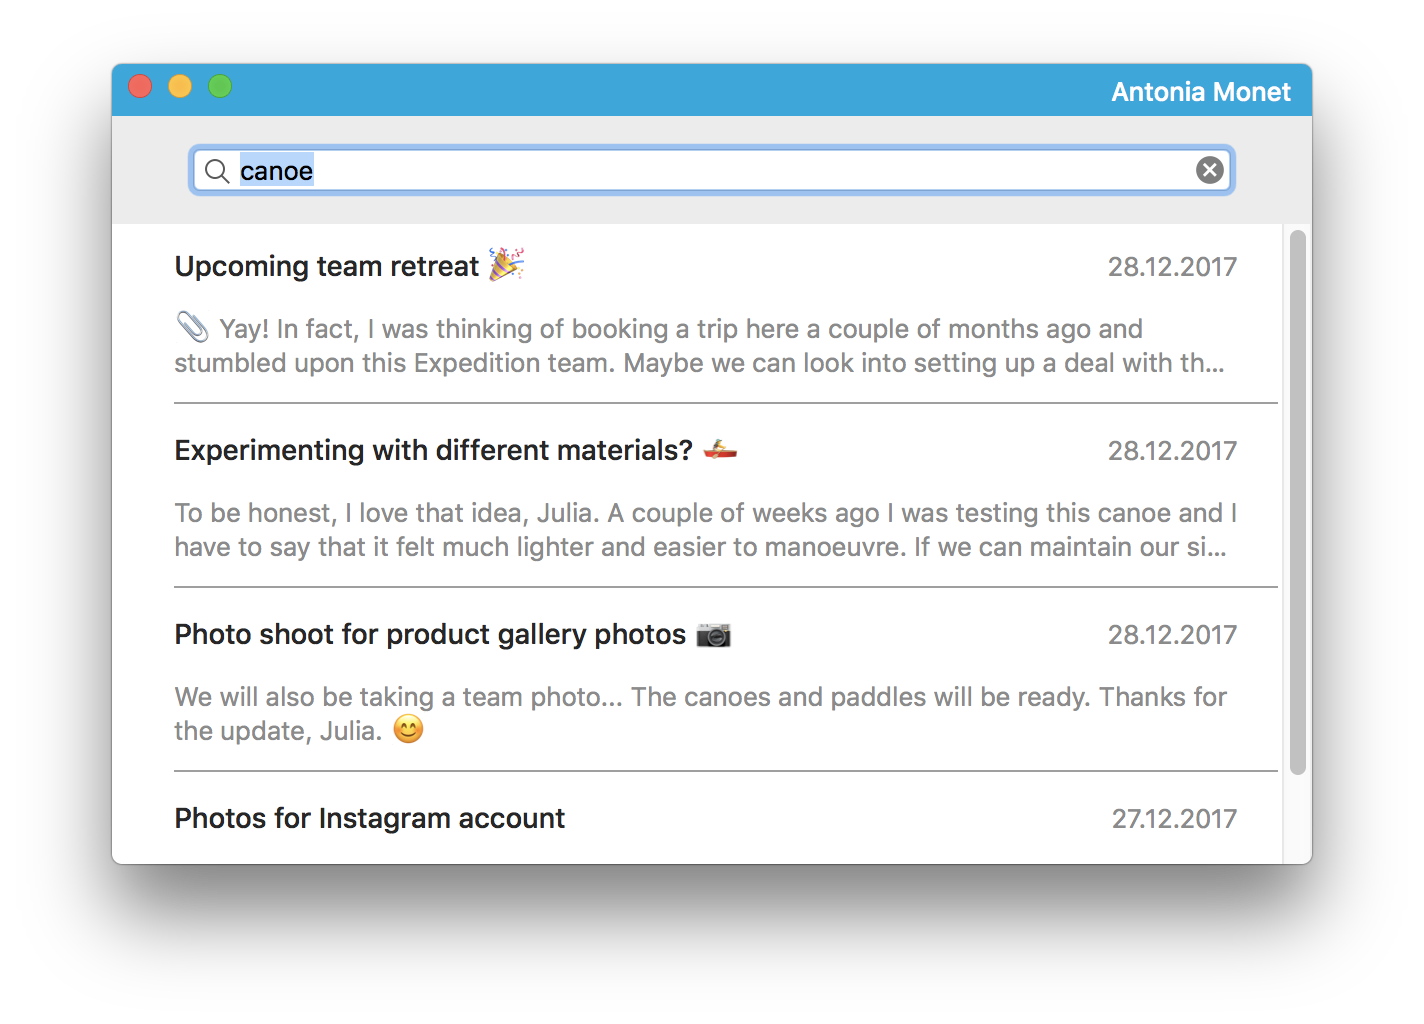 Antonia Monet
canoe
Upcoming team retreat 🎉 28.12.2017
📎 Yay! In fact, I was thinking of booking a trip here a couple of months ago and
stumbled upon this Expedition team. Maybe we can look into setting up a deal with th...
Experimenting with different materials? 🚣 28.12.2017
To be honest, I love that idea, Julia. A couple of weeks ago I was testing this canoe and I
have to say that it felt much lighter and easier to manoeuvre. If we can maintain our si...
Photo shoot for product gallery photos 📷 28.12.2017
We will also be taking a team photo... The canoes and paddles will be ready. Thanks for
the update, Julia. 😊
Photos for Instagram account 27.12.2017